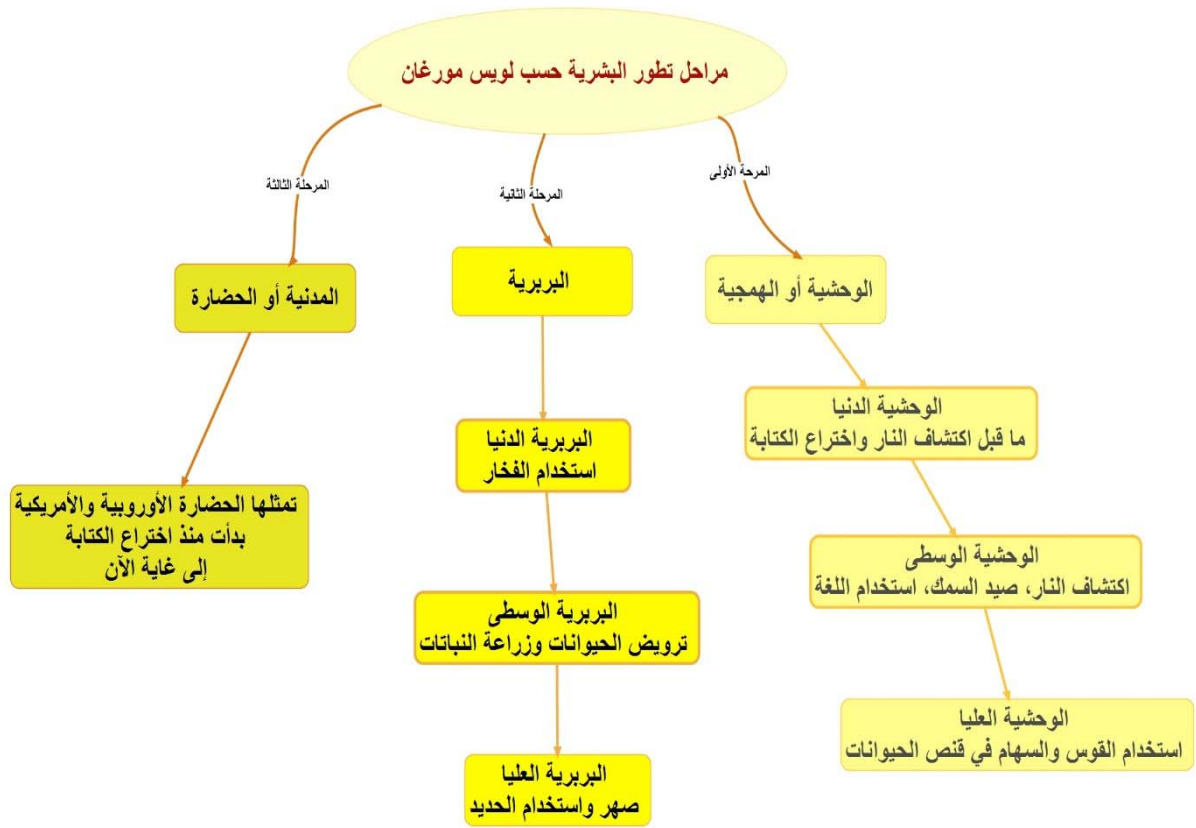 مراحل تطور البشرية حسب لويس مورغان
المرحة الأولى
المرحلة الثانية
المرحلة الثالثة
الوحشية أو الهمجية
البربرية
المدنية أو الحضارة
الوحشية الدنيا
ما قبل اكتشاف النار واختراع الكتابة
الوحشية الوسطى
اكتشاف النار، صيد السمك، استخدام اللغة
الوحشية العليا
استخدام القوس والسهام في قنص الحيوانات
البربرية الدنيا
استخدام الفخار
البربرية الوسطى
ترويض الحيوانات وزراعة النباتات
البربرية العليا
صهر واستخدام الحديد
تمثلها الحضارة الأوروبية والأمريكية
بدأت منذ اختراع الكتابة
إلى غاية الآن